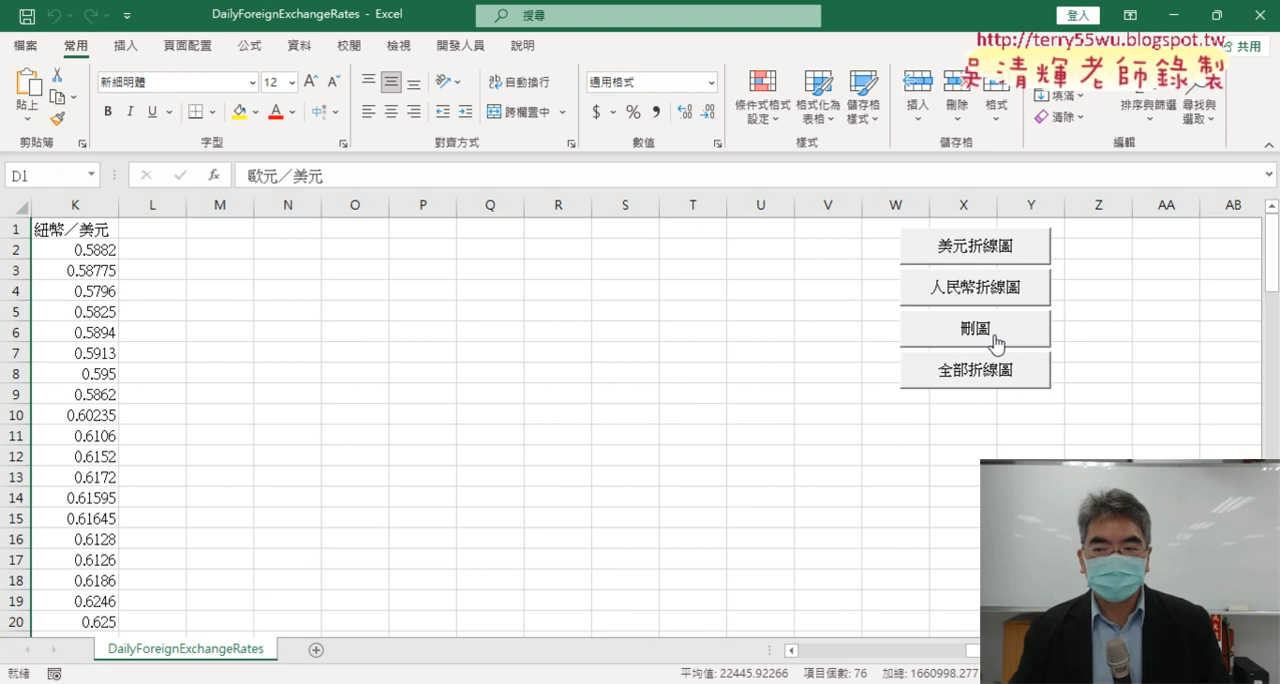 DailyForeignExchangeRates - Excel
搜尋
登入
檔案 常用 插入 頁面配置 公式 資料 校閱 檢視 開發人員 說明
共用
http://terry55wu.blogspot.tw
吳清輝老師錄製
貼上
新細明體 12
B I U
自動換行
跨欄置中
通用格式
$ %
條件式格式設定
格式化為表格
儲存格樣式
插入 刪除 格式
填滿
清除
排序與篩選
尋找與選取
剪貼簿 字型 對齊方式 數值 樣式 儲存格 編輯
D1
fx
歐元／美元
K L M N O P Q R S T U V W X Y Z AA AB
1 紐幣／美元
2 0.5882
3 0.58775
4 0.5796
5 0.5825
6 0.5894
7 0.5913
8 0.595
9 0.5862
10 0.60235
11 0.6106
12 0.6152
13 0.6172
14 0.61595
15 0.61645
16 0.6128
17 0.6126
18 0.6186
19 0.6246
20 0.625
美元折線圖
人民幣折線圖
刪圖
全部折線圖
DailyForeignExchangeRates
就緒
平均值: 22445.92266 項目個數: 76 加總: 1660998.277